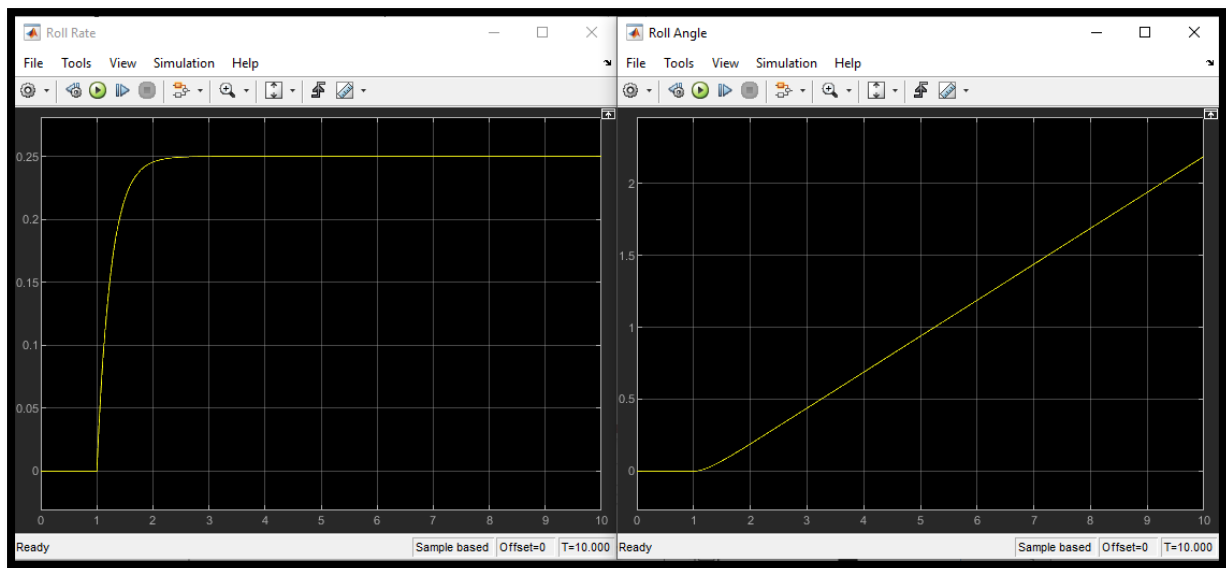 Roll Rate
File Tools View Simulation Help
0.25
0.2
0.15
0.1
0.05
0
0 1 2 3 4 5 6 7 8 9 10
Ready Sample based Offset=0 T=10.000
Roll Angle
File Tools View Simulation Help
2
1.5
1
0.5
0
0 1 2 3 4 5 6 7 8 9 10
Ready Sample based Offset=0 T=10.000